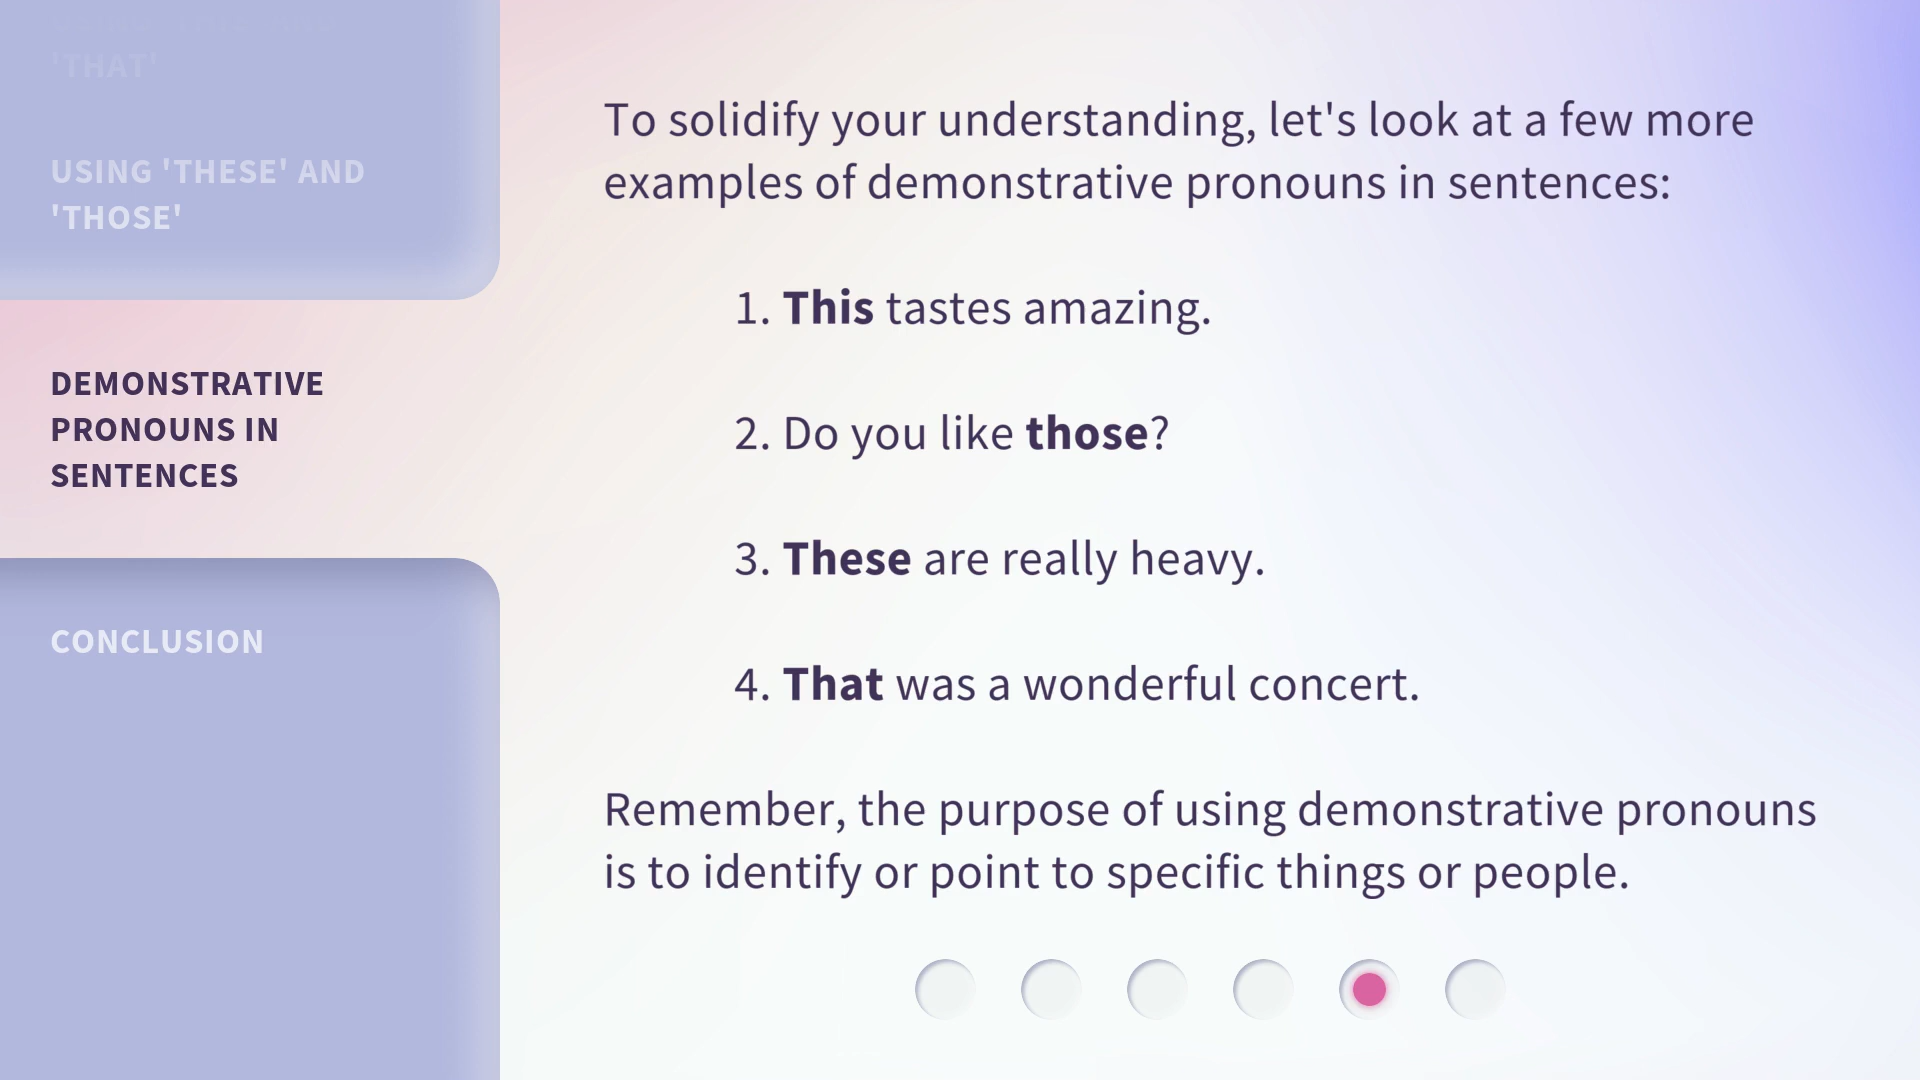 'THAT'
USING 'THESE' AND
'THOSE'
DEMONSTRATIVE
PRONOUNS IN
SENTENCES
CONCLUSION
To solidify your understanding, let's look at a few more
examples of demonstrative pronouns in sentences:
1. This tastes amazing.
2. Do you like those?
3. These are really heavy.
4. That was a wonderful concert.
Remember, the purpose of using demonstrative pronouns
is to identify or point to specific things or people.